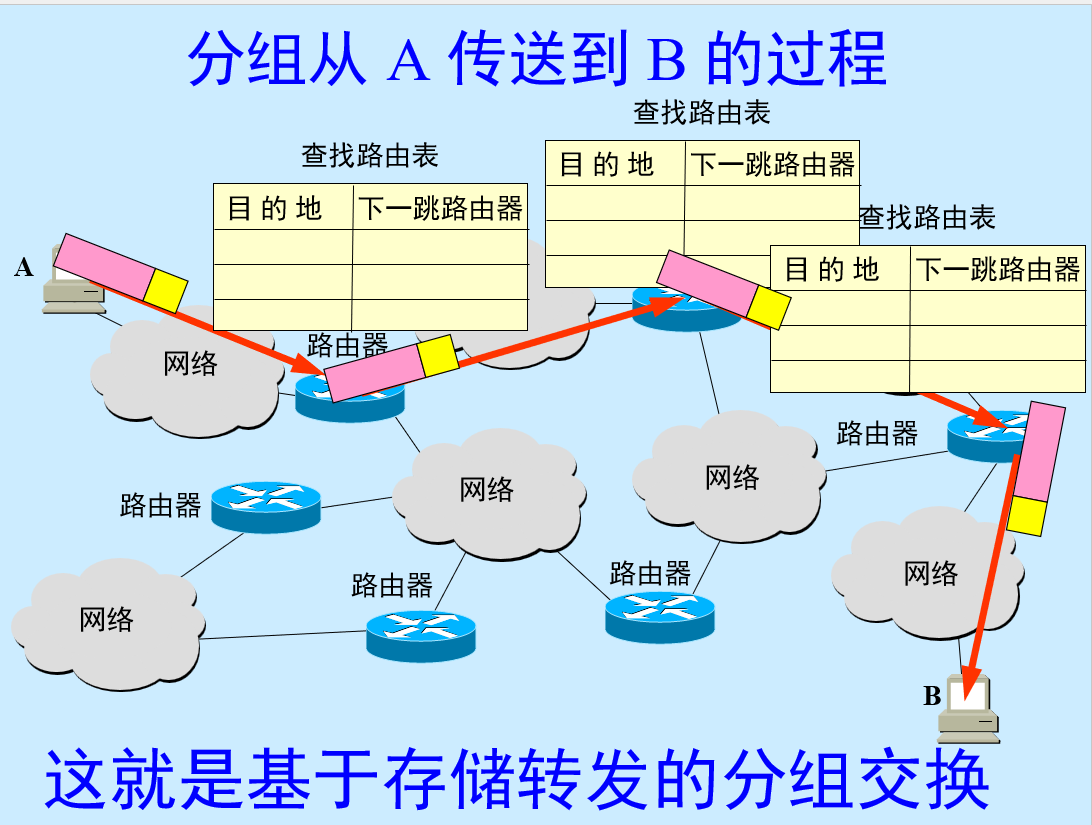 分组从 A 传送到 B 的过程
查找路由表
查找路由表
目 的 地 下一跳路由器
目 的 地 下一跳路由器
查找路由表
目 的 地 下一跳路由器
A
路由器
网络
路由器
网络
网络
路由器
网络
路由器
路由器
网络
B
这就是基于存储转发的分组交换